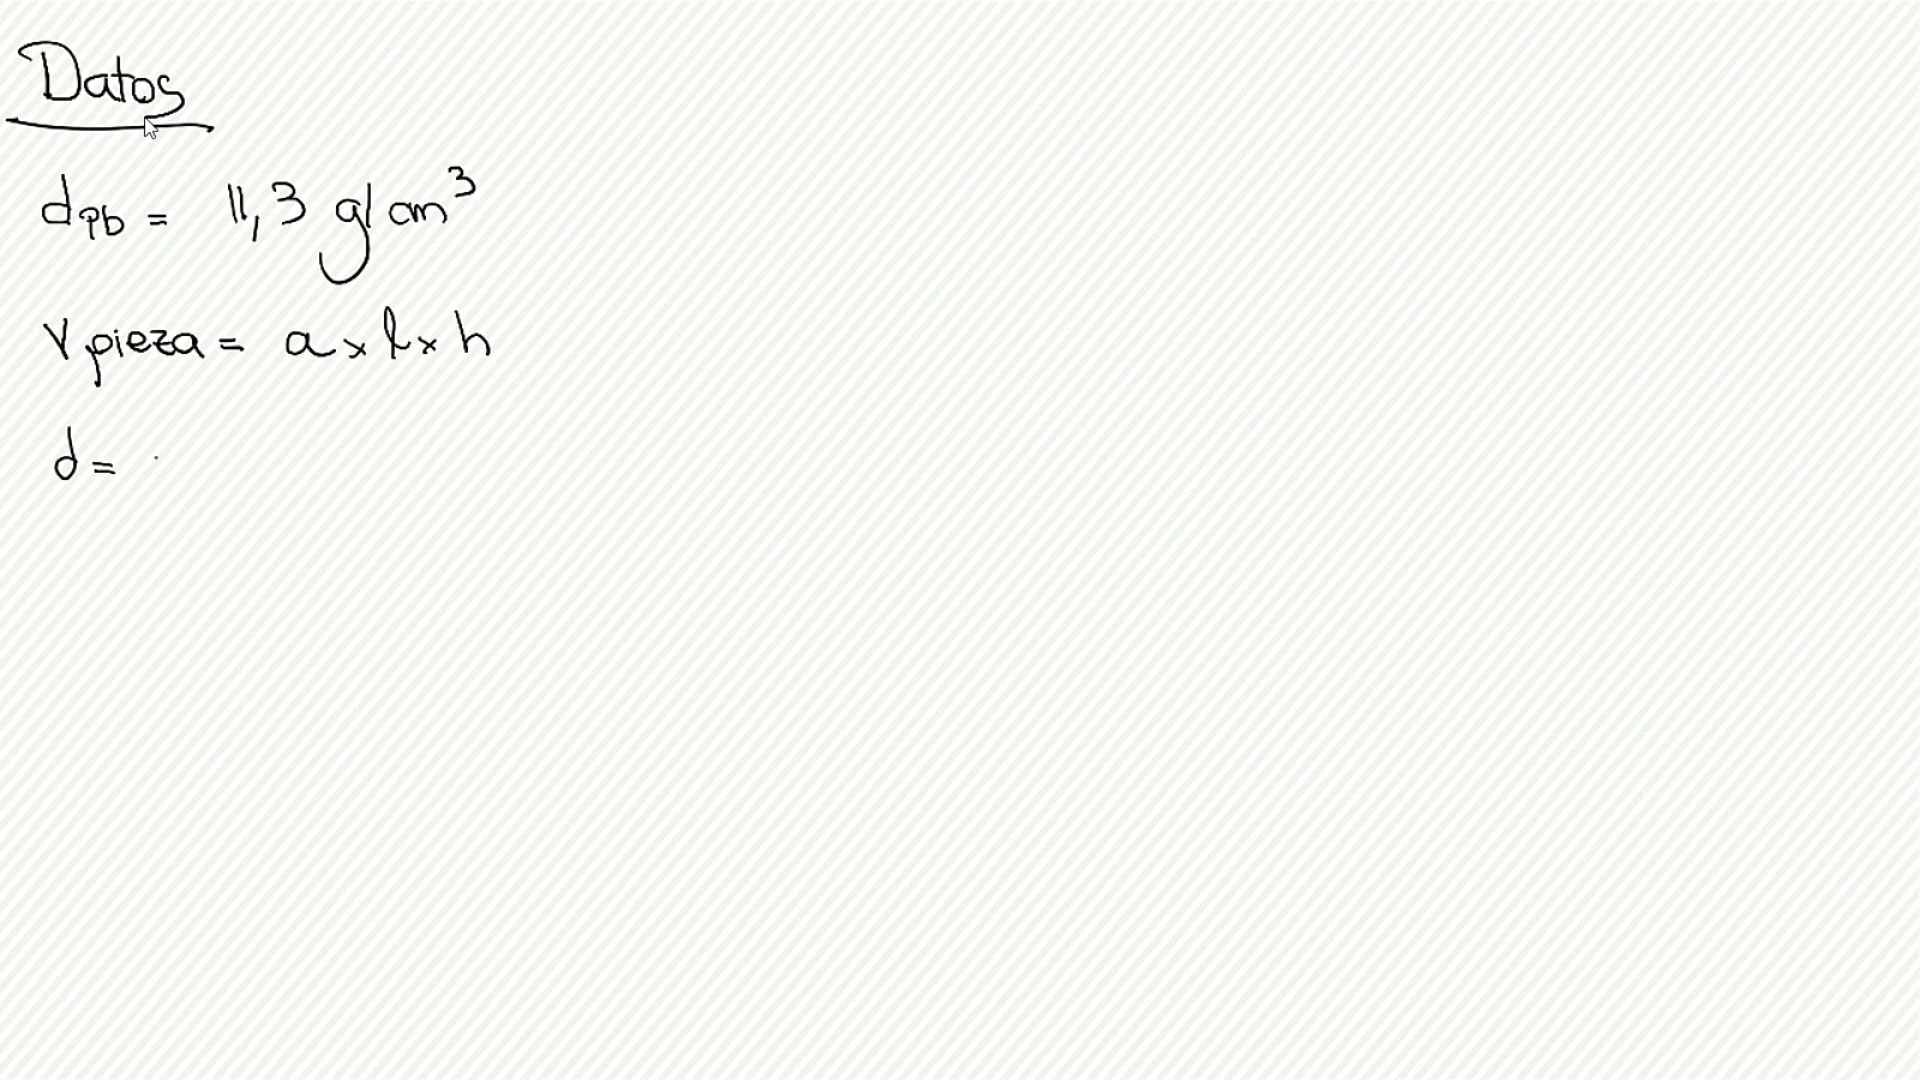 Datos
dPb = 11,3 g/cm³
V pieza = a x l x h
d =